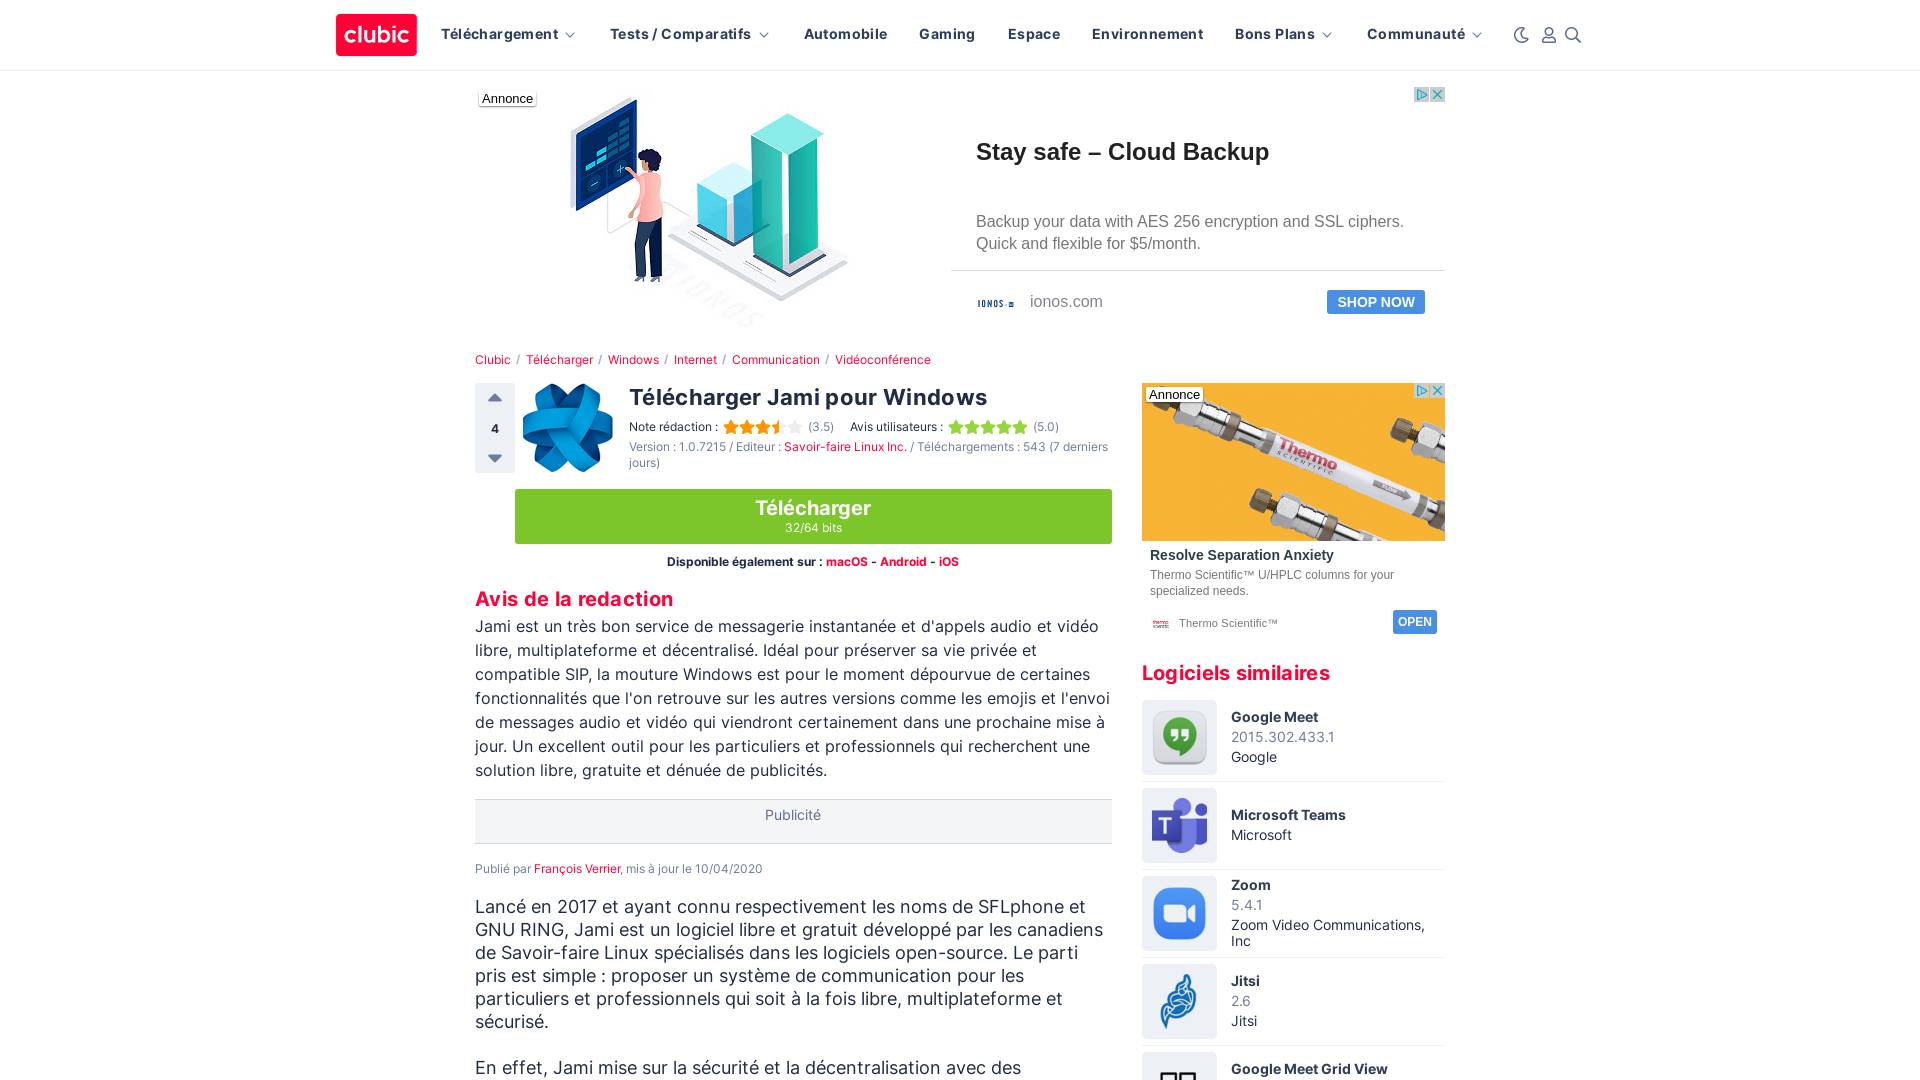 clubic
Téléchargement
Tests / Comparatifs
Automobile
Gaming
Espace
Environnement
Bons Plans
Communauté
Annonce
IONOS
Stay safe – Cloud Backup
Backup your data with AES 256 encryption and SSL ciphers.
Quick and flexible for $5/month.
IONOS
ionos.com
SHOP NOW
Clubic / Télécharger / Windows / Internet / Communication / Vidéoconférence
4
Télécharger Jami pour Windows
Note rédaction : (3.5) Avis utilisateurs : (5.0)
Version : 1.0.7215 / Editeur : Savoir-faire Linux Inc. / Téléchargements : 543 (7 derniers
jours)
Télécharger
32/64 bits
Disponible également sur : macOS - Android - iOS
Avis de la redaction
Jami est un très bon service de messagerie instantanée et d'appels audio et vidéo
libre, multiplateforme et décentralisé. Idéal pour préserver sa vie privée et
compatible SIP, la mouture Windows est pour le moment dépourvue de certaines
fonctionnalités que l'on retrouve sur les autres versions comme les emojis et l'envoi
de messages audio et vidéo qui viendront certainement dans une prochaine mise à
jour. Un excellent outil pour les particuliers et professionnels qui recherchent une
solution libre, gratuite et dénuée de publicités.
Publicité
Publié par François Verrier, mis à jour le 10/04/2020
Lancé en 2017 et ayant connu respectivement les noms de SFLphone et
GNU RING, Jami est un logiciel libre et gratuit développé par les canadiens
de Savoir-faire Linux spécialisés dans les logiciels open-source. Le parti
pris est simple : proposer un système de communication pour les
particuliers et professionnels qui soit à la fois libre, multiplateforme et
sécurisé.
En effet, Jami mise sur la sécurité et la décentralisation avec des
Annonce
Thermo
SCIENTIFIC
FLOW
Resolve Separation Anxiety
Thermo Scientific™ U/HPLC columns for your
specialized needs.
Thermo Scientific™
OPEN
Logiciels similaires
Google Meet
2015.302.433.1
Google
Microsoft Teams
Microsoft
Zoom
5.4.1
Zoom Video Communications,
Inc
Jitsi
2.6
Jitsi
Google Meet Grid View